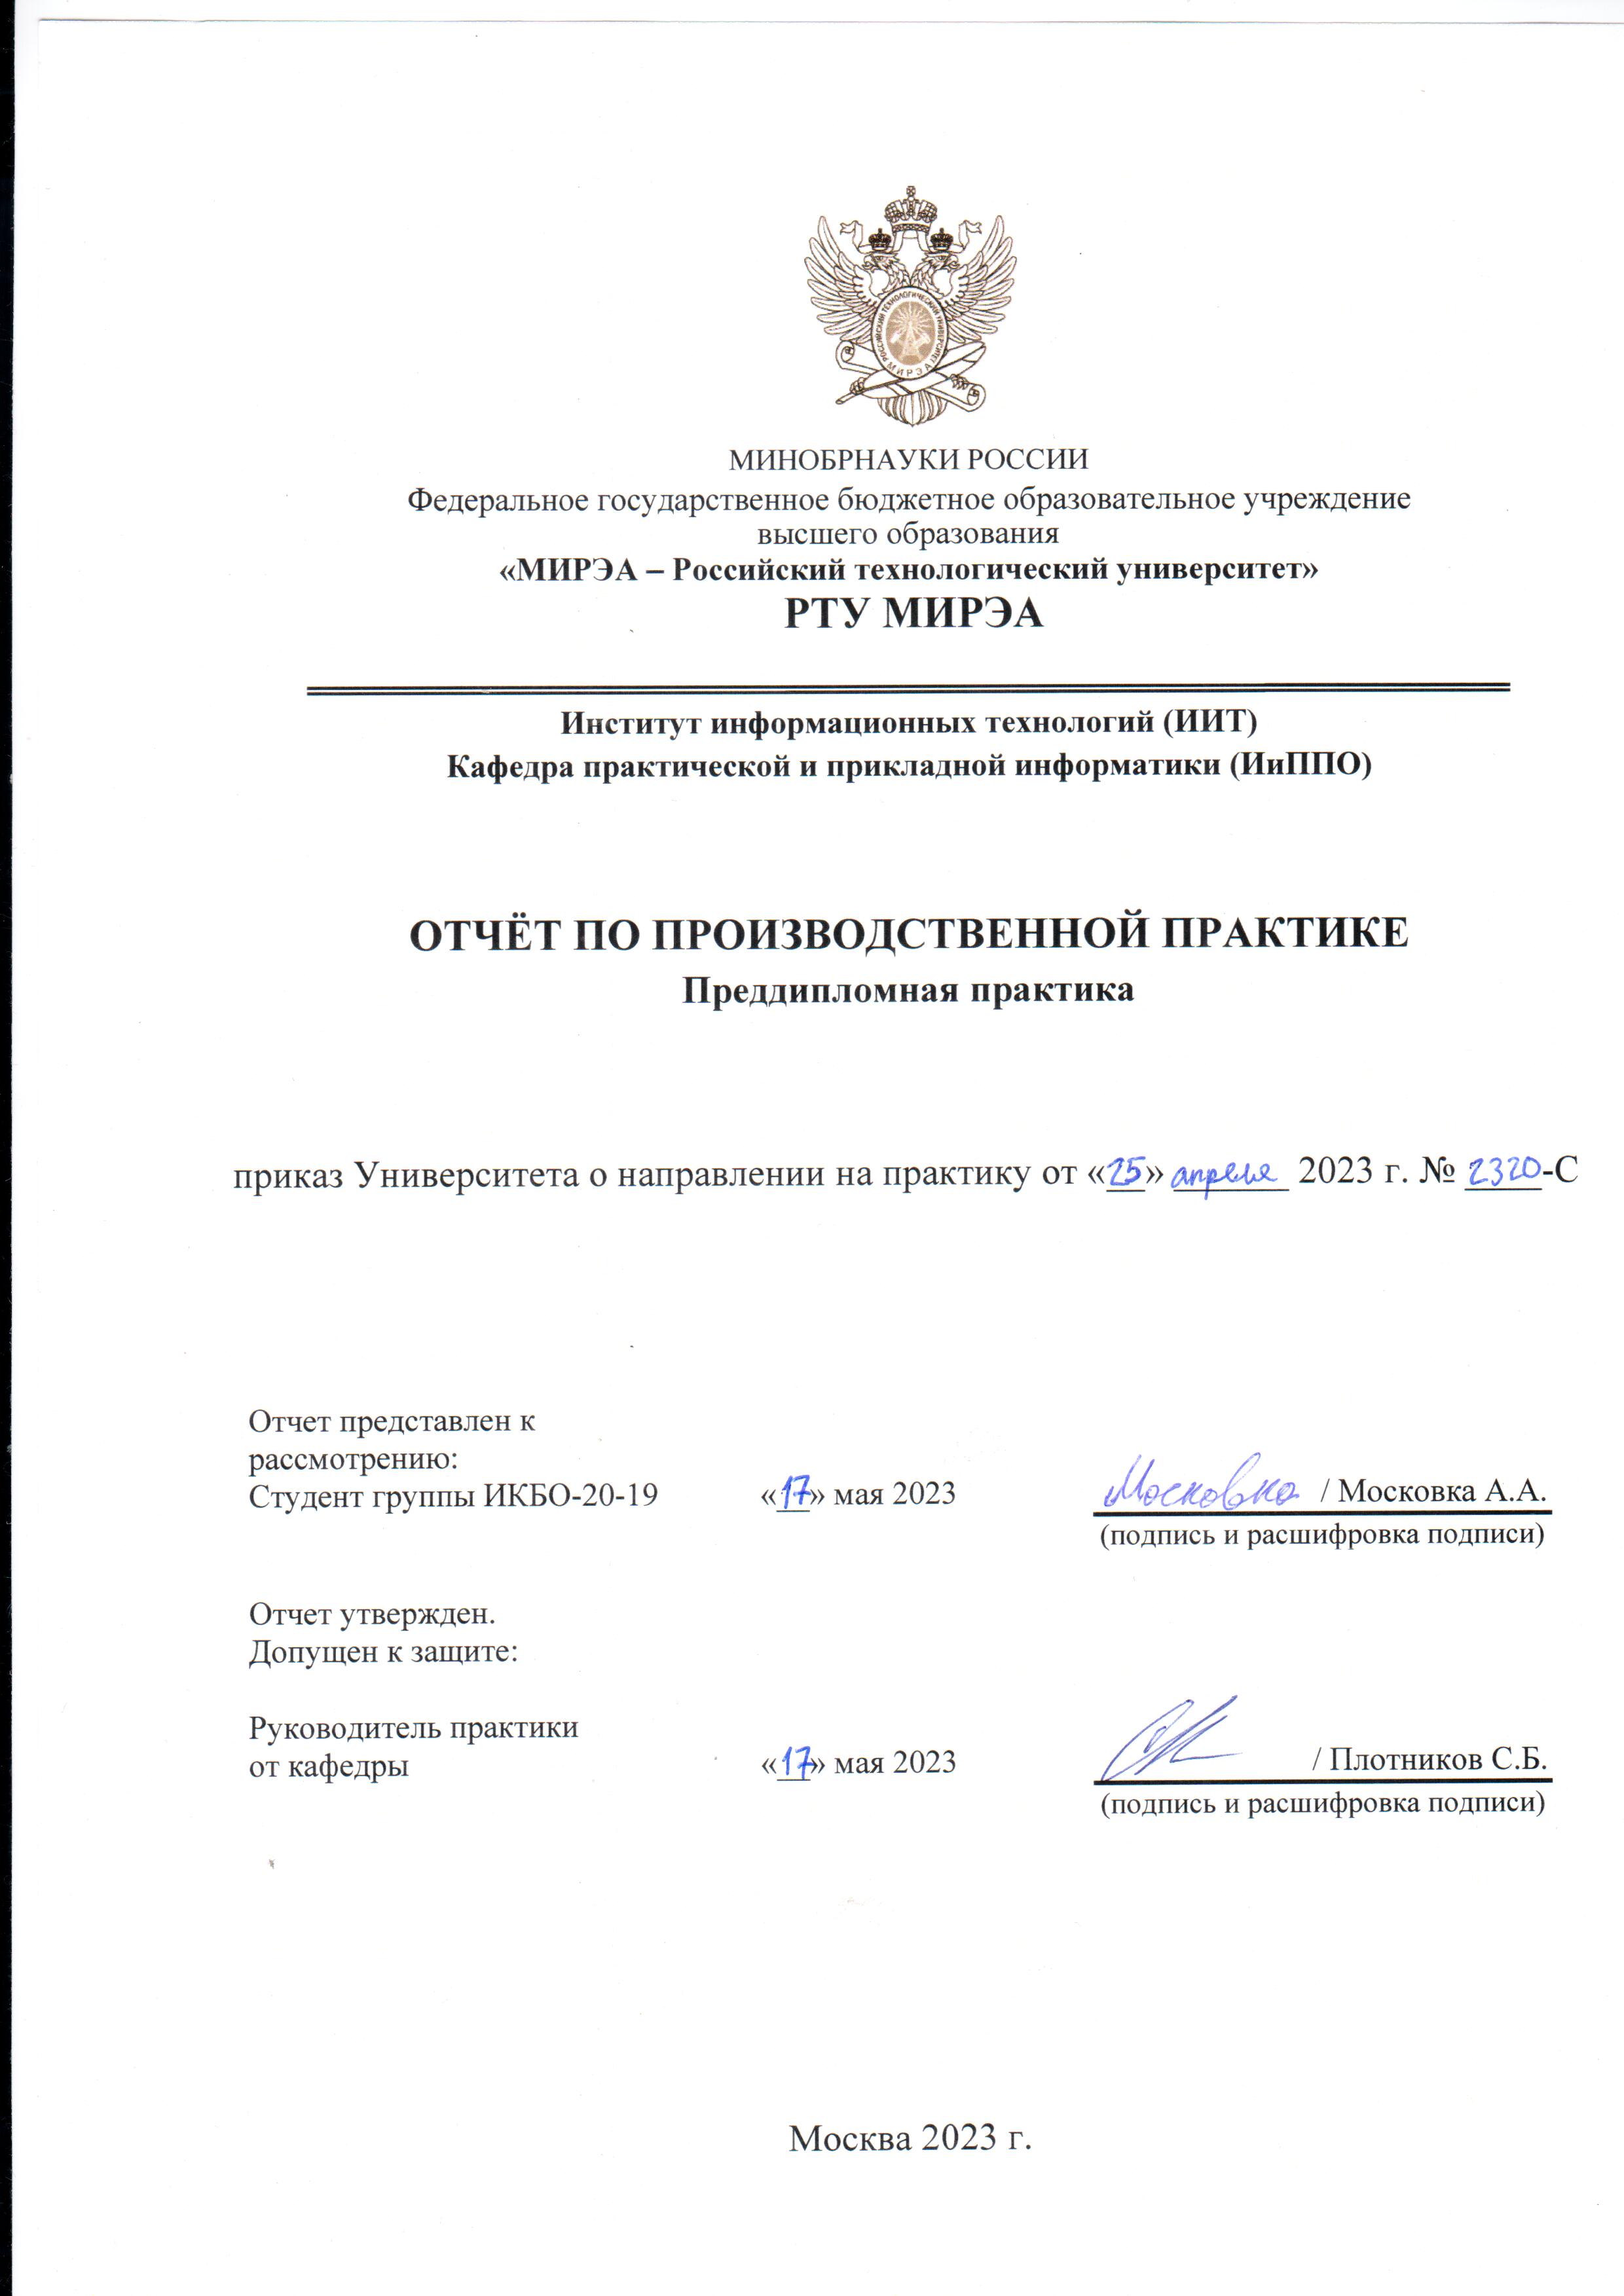 РОССИЙСКИЙ ТЕХНОЛОГИЧЕСКИЙ УНИВЕРСИТЕТ
МИРЭА
МИНОБРНАУКИ РОССИИ
Федеральное государственное бюджетное образовательное учреждение
высшего образования
«МИРЭА – Российский технологический университет»
РТУ МИРЭА
Институт информационных технологий (ИИТ)
Кафедра практической и прикладной информатики (ИиППО)
ОТЧЁТ ПО ПРОИЗВОДСТВЕННОЙ ПРАКТИКЕ
Преддипломная практика
приказ Университета о направлении на практику от «25» апреля 2023 г. № 2320-С
Отчет представлен к
рассмотрению:
Студент группы ИКБО-20-19 «17» мая 2023 Московка / Московка А.А.
(подпись и расшифровка подписи)
Отчет утвержден.
Допущен к защите:
Руководитель практики
от кафедры «17» мая 2023 / Плотников С.Б.
(подпись и расшифровка подписи)
Москва 2023 г.